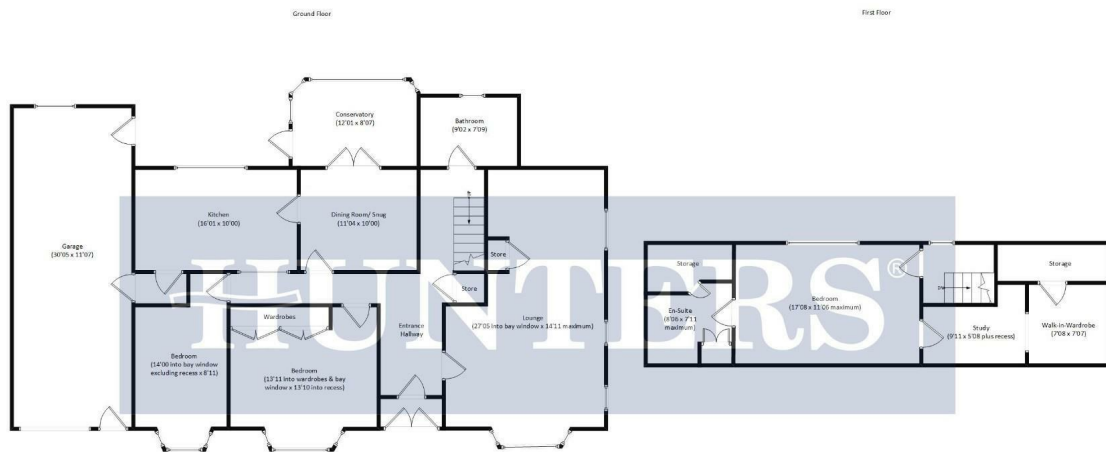 Ground Floor
First Floor
Conservatory
(12'01 x 8'07)
Bathroom
(9'02 x 7'09)
Kitchen
(16'01 x 10'00)
Dining Room/ Snug
(11'04 x 10'00)
Garage
(30'05 x 11'07)
Store
Store
HUNTERS®
Wardrobes
Entrance
Hallway
Lounge
(27'05 into bay window x 14'11 maximum)
Bedroom
(14'00 into bay window
excluding recess x 8'11)
Bedroom
(13'11 into wardrobes & bay
window x 13'10 into recess)
Storage
En-Suite
(8'06 x 7'11
maximum)
Bedroom
(17'08 x 11'06 maximum)
Study
(9'11 x 5'08 plus recess)
Storage
Walk-in-Wardrobe
(7'08 x 7'07)